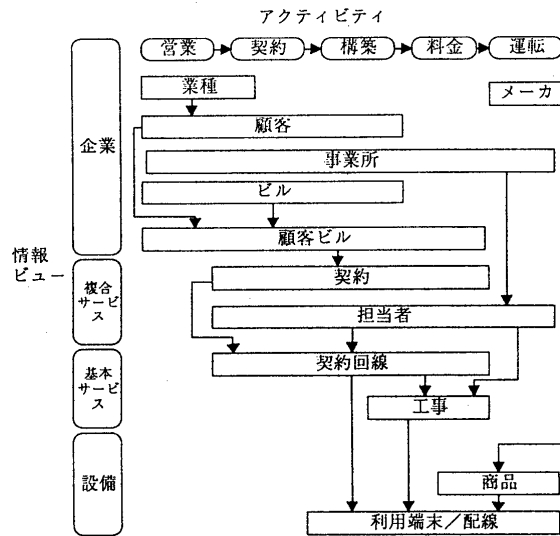 アクティビティ
営業
契約
構築
料金
運転
業種
メーカ
顧客
企業
事業所
ビル
顧客ビル
情報
ビュー
契約
複合
サービ
ス
担当者
契約回線
基本
サービ
ス
工事
設備
商品
利用端末／配線